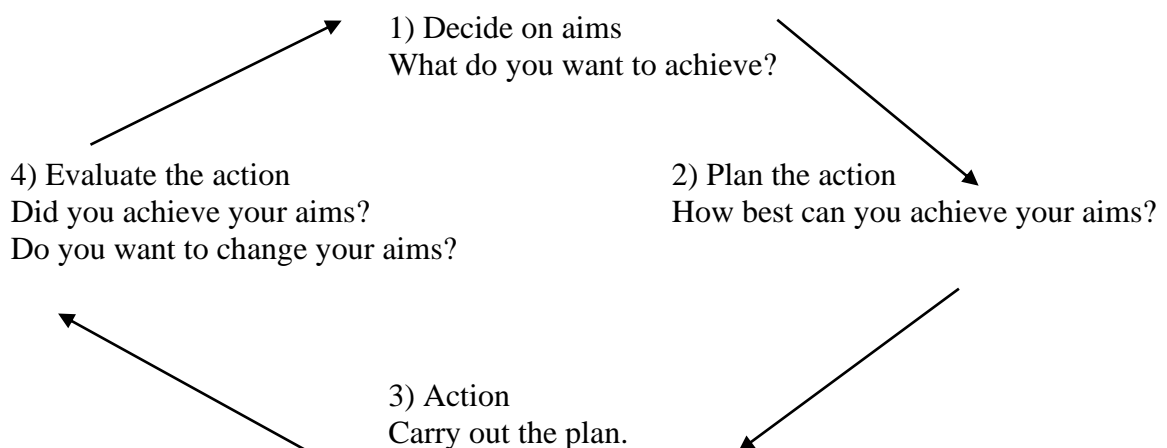 1) Decide on aims
What do you want to achieve?
2) Plan the action
How best can you achieve your aims?
3) Action
Carry out the plan.
4) Evaluate the action
Did you achieve your aims?
Do you want to change your aims?